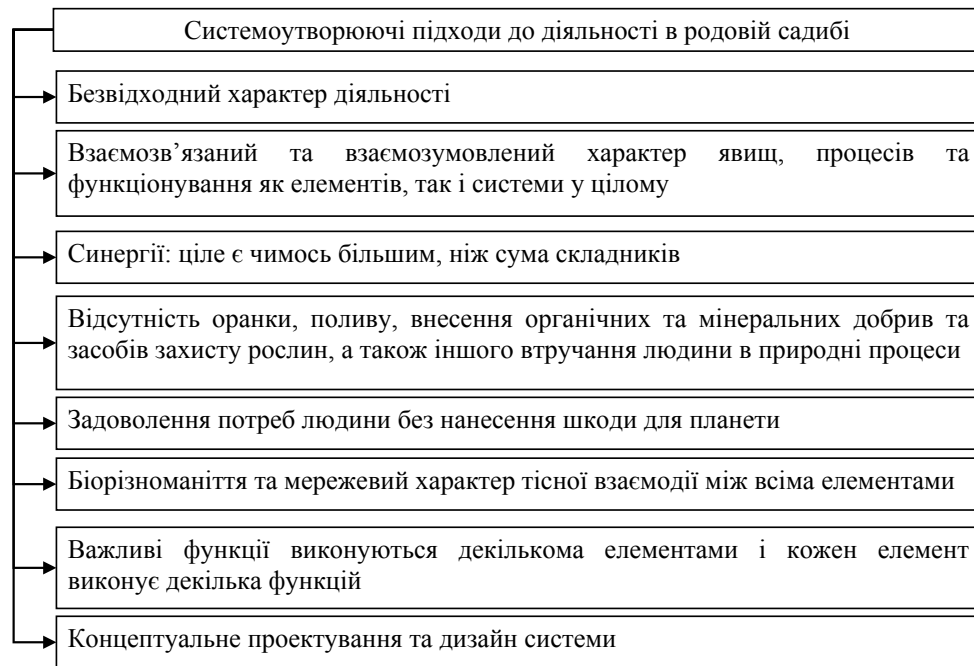 Системоутворюючі підходи до діяльності в родовій садибі
Безвідходний характер діяльності
Взаємозв’язаний та взаємозумовлений характер явищ, процесів та
функціонування як елементів, так і системи у цілому
Синергії: ціле є чимось більшим, ніж сума складників
Відсутність оранки, поливу, внесення органічних та мінеральних добрив та
засобів захисту рослин, а також іншого втручання людини в природні процеси
Задоволення потреб людини без нанесення шкоди для планети
Біорізноманіття та мережевий характер тісної взаємодії між всіма елементами
Важливі функції виконуються декількома елементами і кожен елемент
виконує декілька функцій
Концептуальне проектування та дизайн системи